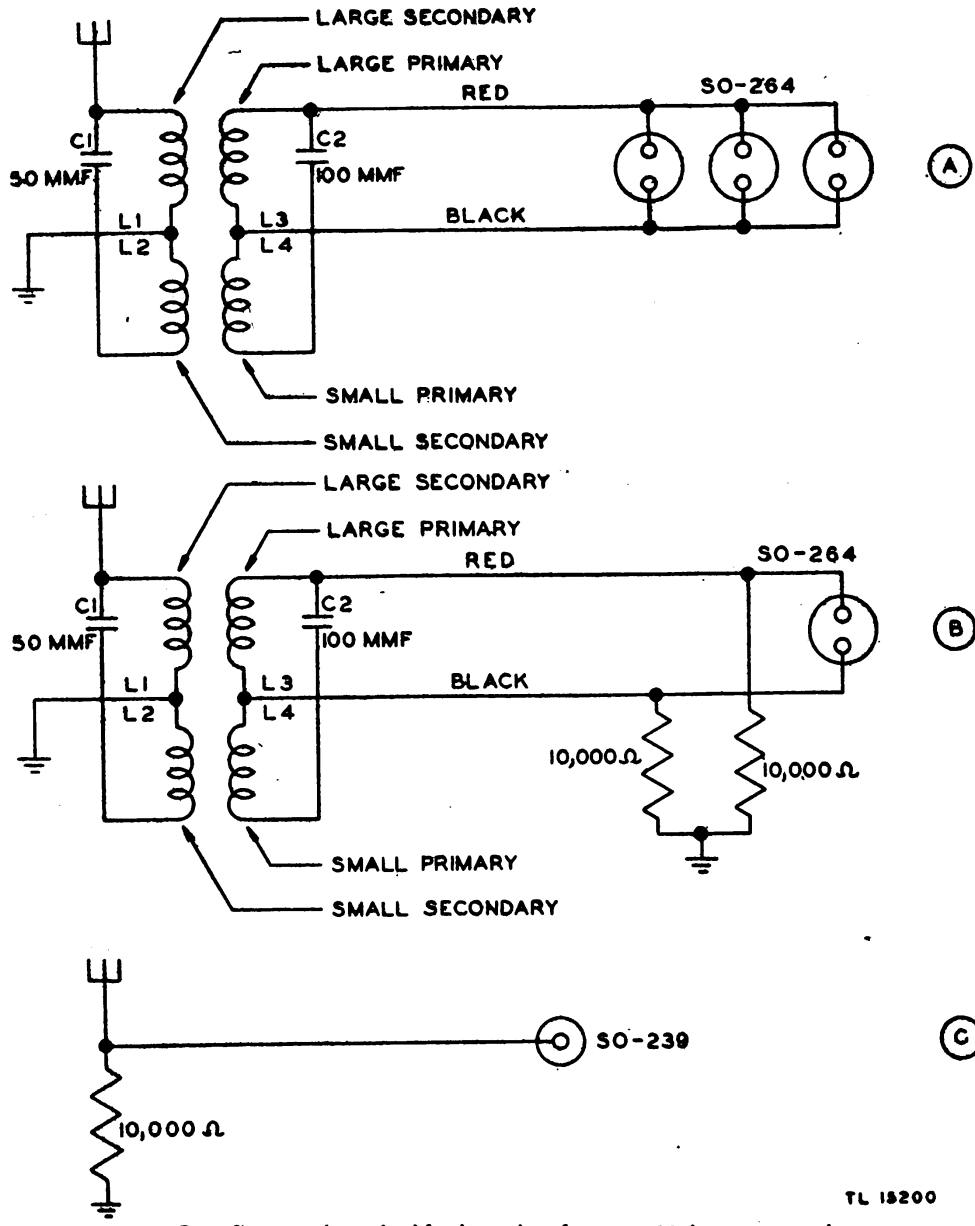 LARGE SECONDARY
LARGE PRIMARY
RED
SO-264
C1
50 MMF
C2
100 MMF
A
L1
L2
L3
L4
BLACK
SMALL PRIMARY
SMALL SECONDARY
LARGE SECONDARY
LARGE PRIMARY
RED
SO-264
C1
50 MMF
C2
100 MMF
B
L1
L2
L3
L4
BLACK
10,000 Ω
10,000 Ω
SMALL PRIMARY
SMALL SECONDARY
SO-239
C
10,000 Ω
TL 15200